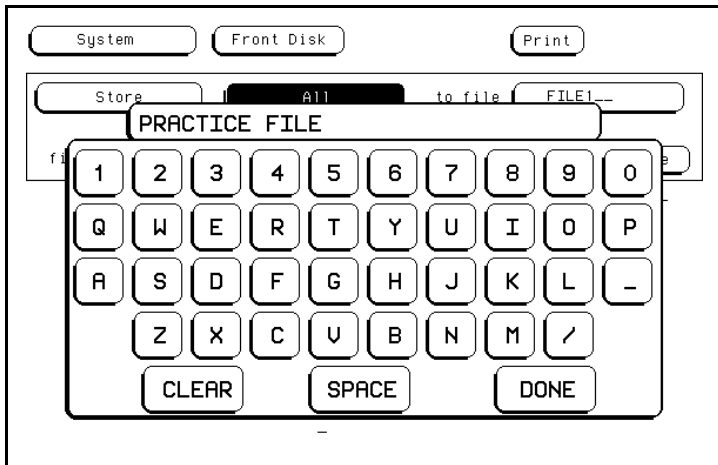 System Front Disk Print
Store All to file FILE1__
PRACTICE FILE
fi e
1 2 3 4 5 6 7 8 9 0
Q W E R T Y U I O P
A S D F G H J K L _
Z X C V B N M /
CLEAR SPACE DONE